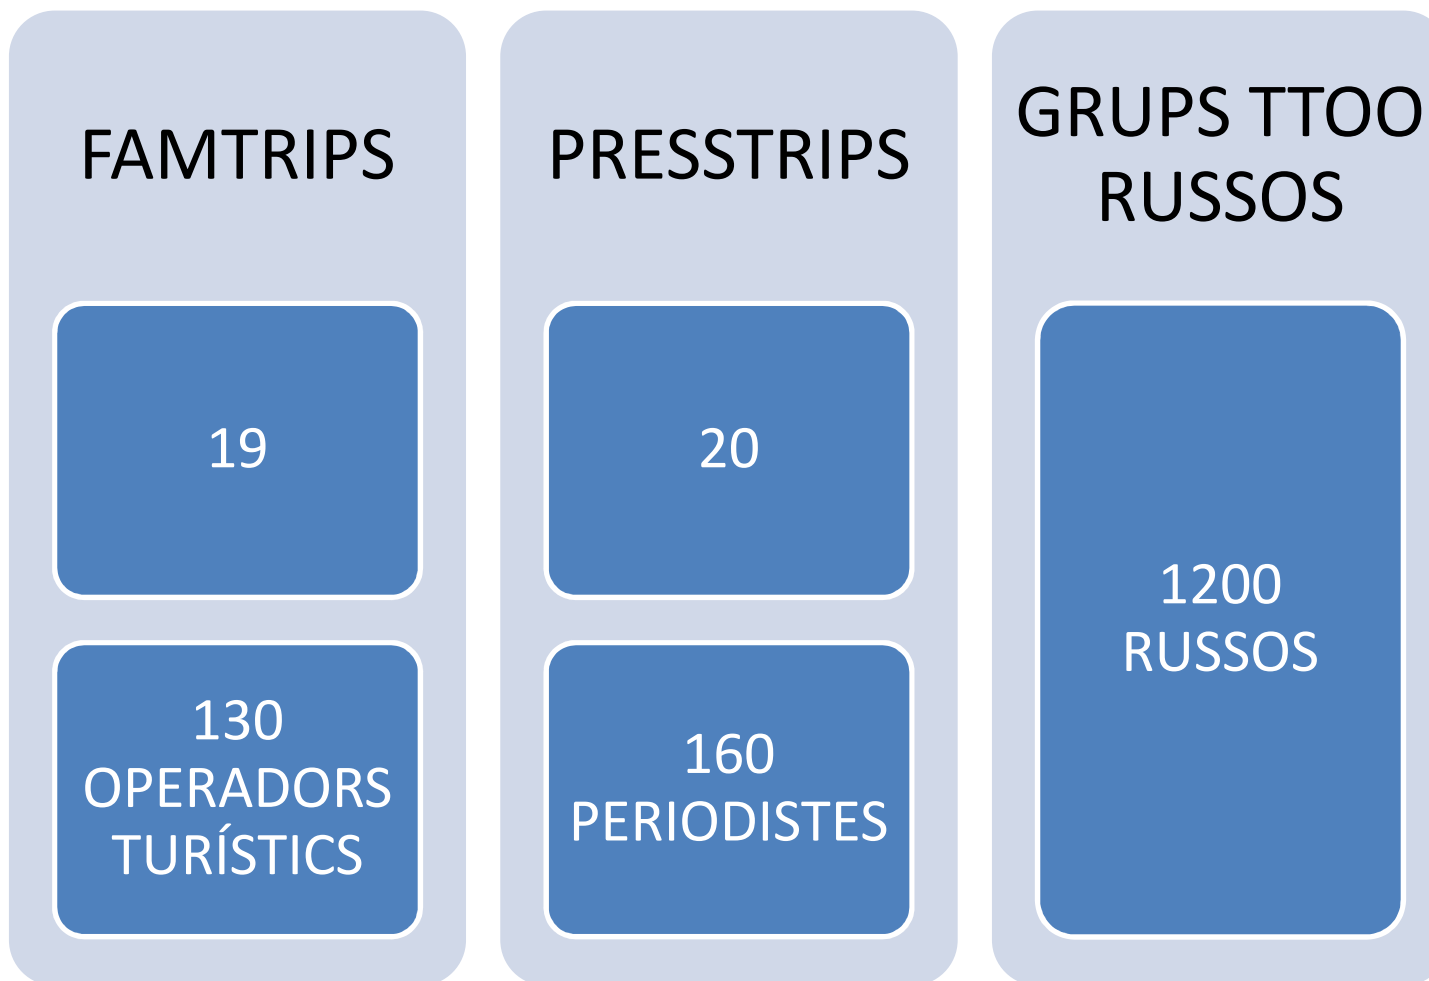 FAMTRIPS
19
130
OPERADORS
TURÍSTICS
PRESSTRIPS
20
160
PERIODISTES
GRUPS TTOO
RUSSOS
1200
RUSSOS